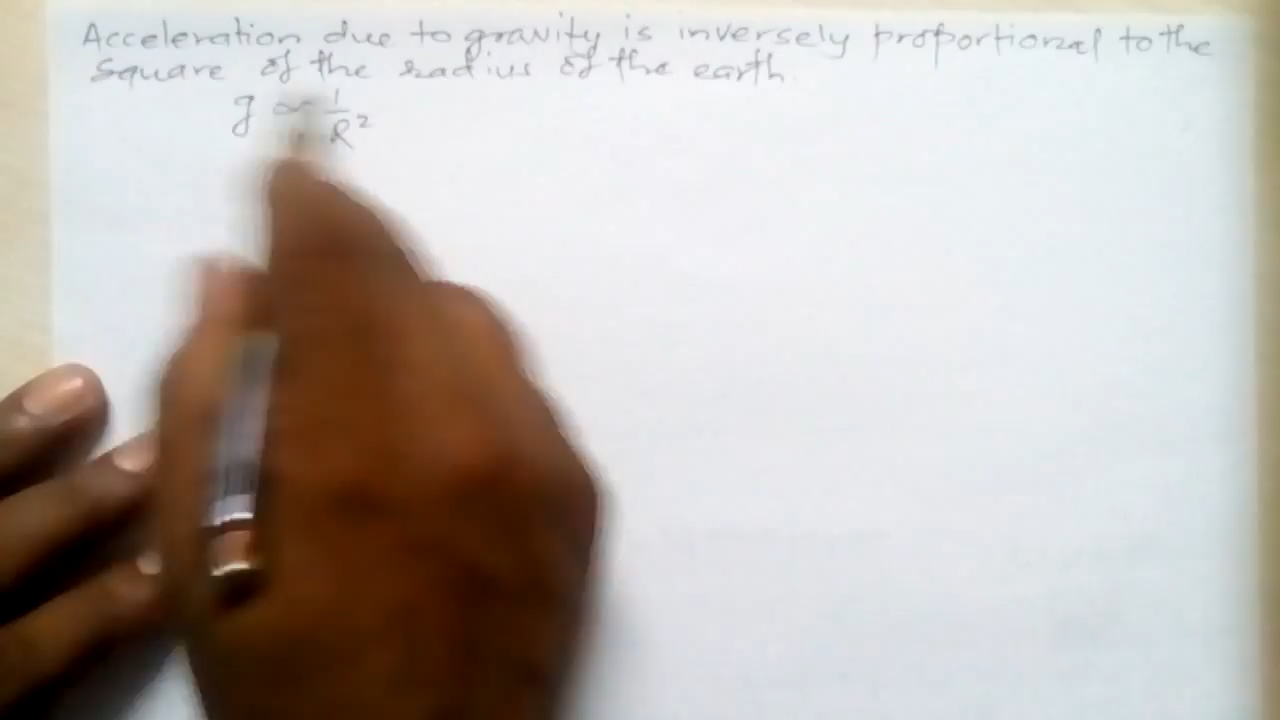 Acceleration due to gravity is inversely proportional to the
square of the radius of the earth.
g ∝ 1/R²